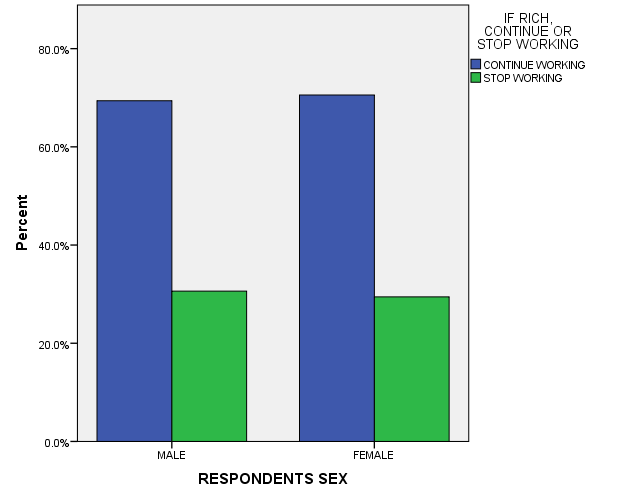 IF RICH,
CONTINUE OR
STOP WORKING
CONTINUE WORKING
STOP WORKING
Percent
80.0%
60.0%
40.0%
20.0%
0.0%
MALE
FEMALE
RESPONDENTS SEX